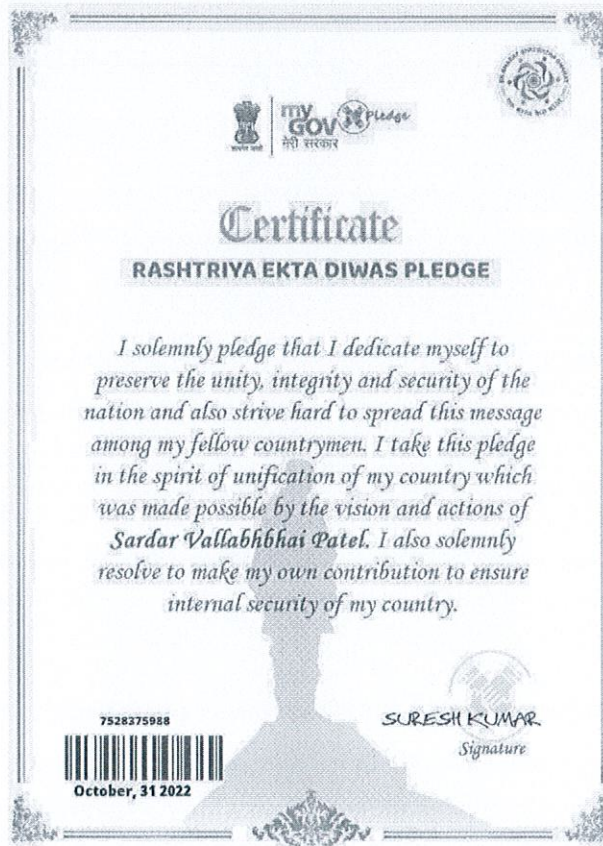 my
GOV Pledge
मेरी सरकार
Certificate
RASHTRIYA EKTA DIWAS PLEDGE
I solemnly pledge that I dedicate myself to
preserve the unity, integrity and security of the
nation and also strive hard to spread this message
among my fellow countrymen. I take this pledge
in the spirit of unification of my country which
was made possible by the vision and actions of
Sardar Vallabhbhai Patel. I also solemnly
resolve to make my own contribution to ensure
internal security of my country.
7528375988
October, 31 2022
SURESH KUMAR
Signature